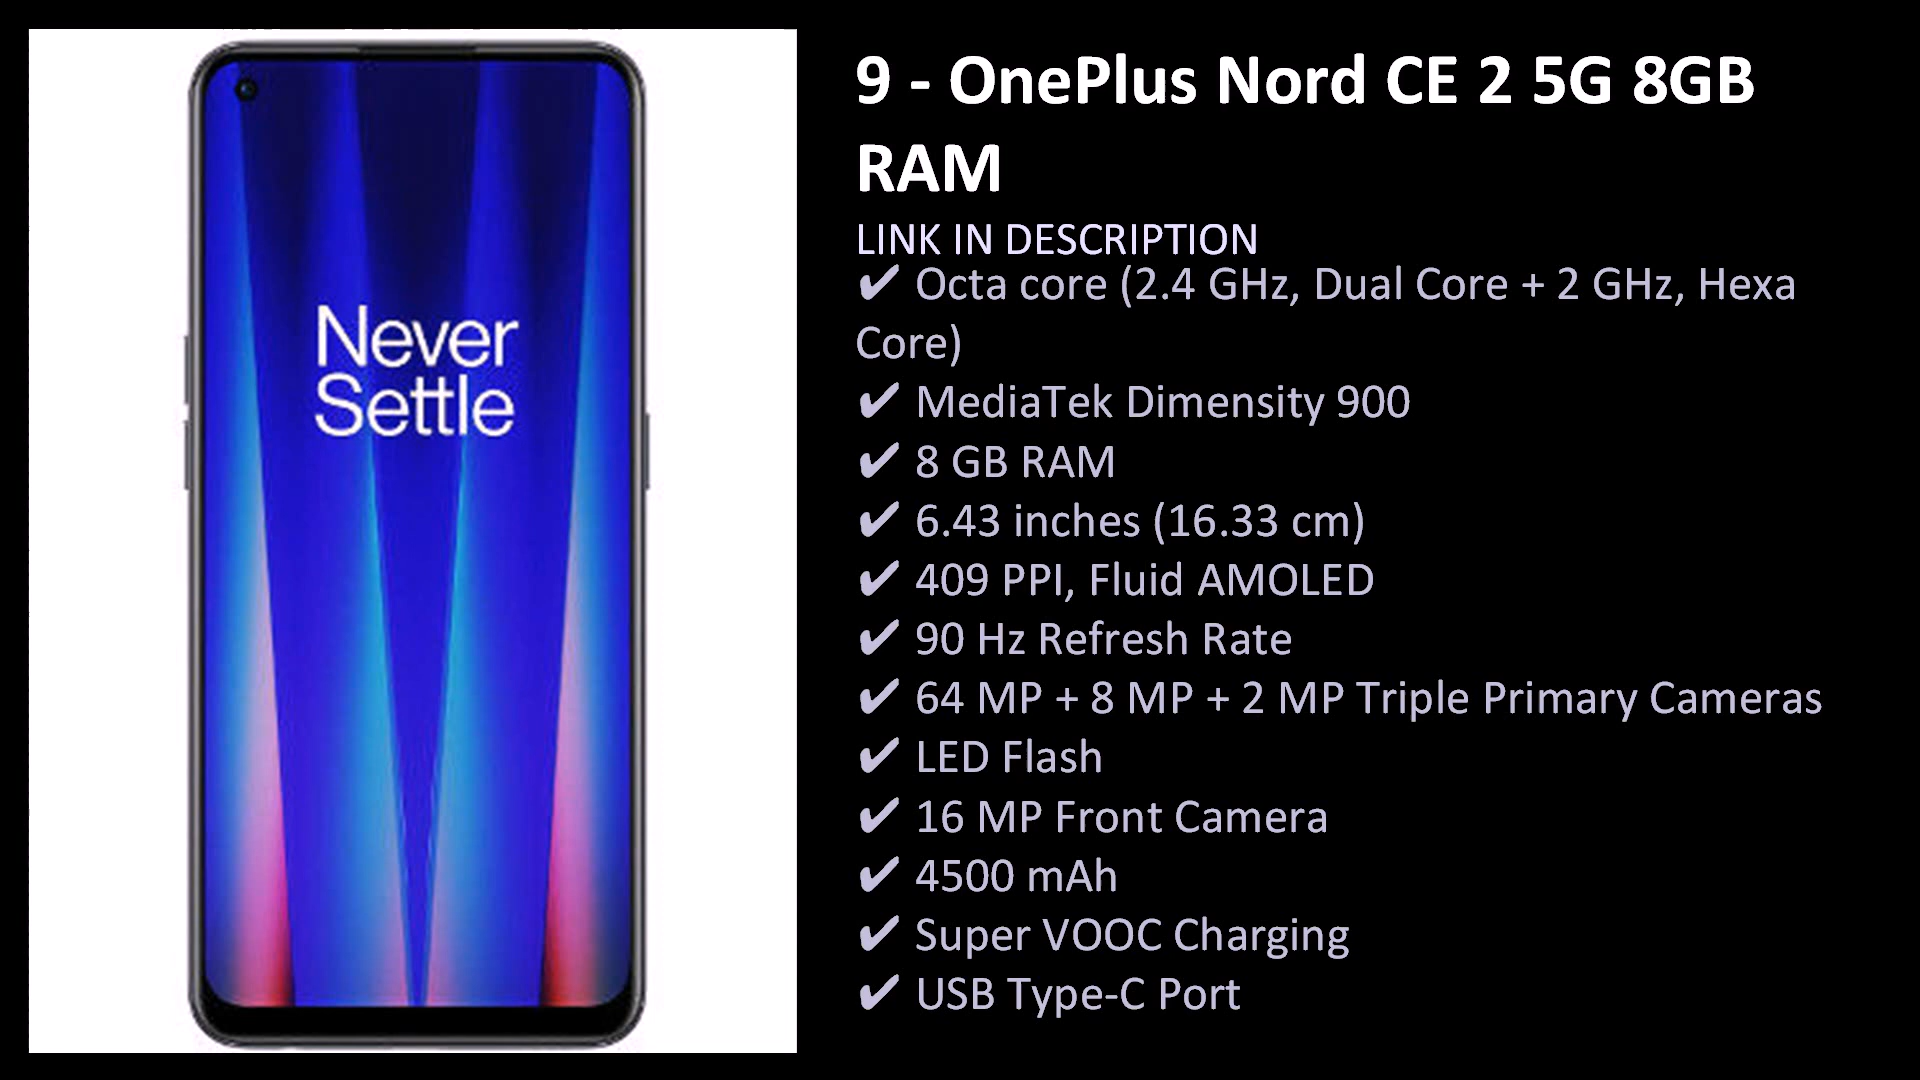 9 - OnePlus Nord CE 2 5G 8GB
RAM
LINK IN DESCRIPTION
✔ Octa core (2.4 GHz, Dual Core + 2 GHz, Hexa
Core)
✔ MediaTek Dimensity 900
✔ 8 GB RAM
✔ 6.43 inches (16.33 cm)
✔ 409 PPI, Fluid AMOLED
✔ 90 Hz Refresh Rate
✔ 64 MP + 8 MP + 2 MP Triple Primary Cameras
✔ LED Flash
✔ 16 MP Front Camera
✔ 4500 mAh
✔ Super VOOC Charging
✔ USB Type-C Port
Never
Settle